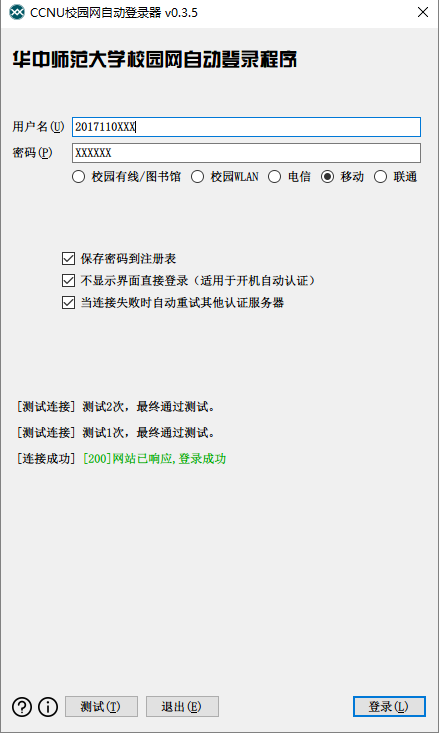 CCNU校园网自动登录器 v0.3.5
华中师范大学校园网自动登录程序
用户名(U) 2017110XXX
密码(P) XXXXXX
校园有线/图书馆 校园WLAN 电信 移动 联通
保存密码到注册表
不显示界面直接登录（适用于开机自动认证）
当连接失败时自动重试其他认证服务器
[测试连接] 测试2次，最终通过测试。
[测试连接] 测试1次，最终通过测试。
[连接成功] [200]网站已响应,登录成功
测试(T) 退出(E) 登录(L)